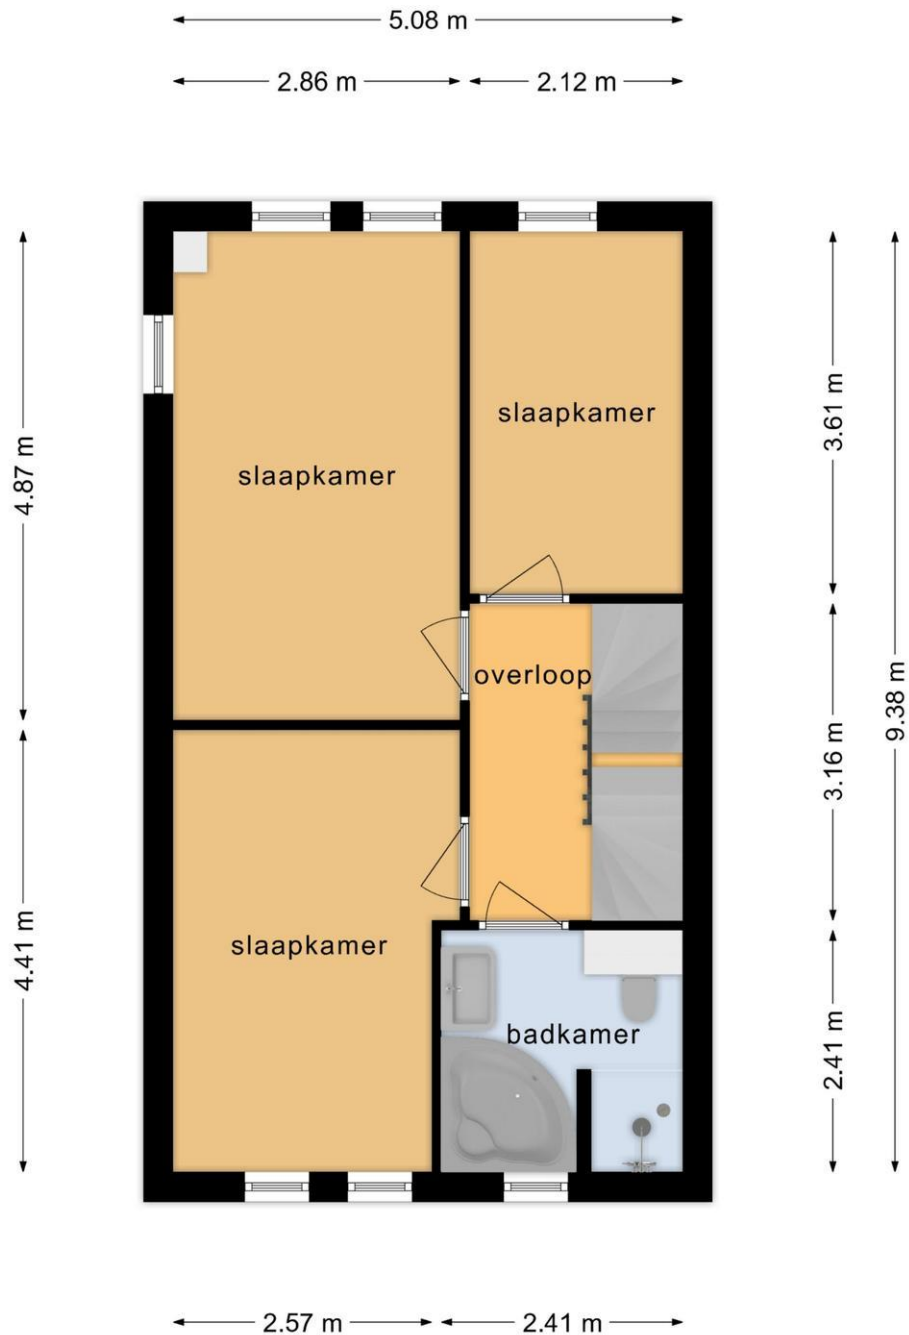 5.08 m
2.86 m
2.12 m
slaapkamer
slaapkamer
3.61 m
4.87 m
overloop
9.38 m
3.16 m
slaapkamer
4.41 m
badkamer
2.41 m
2.57 m
2.41 m